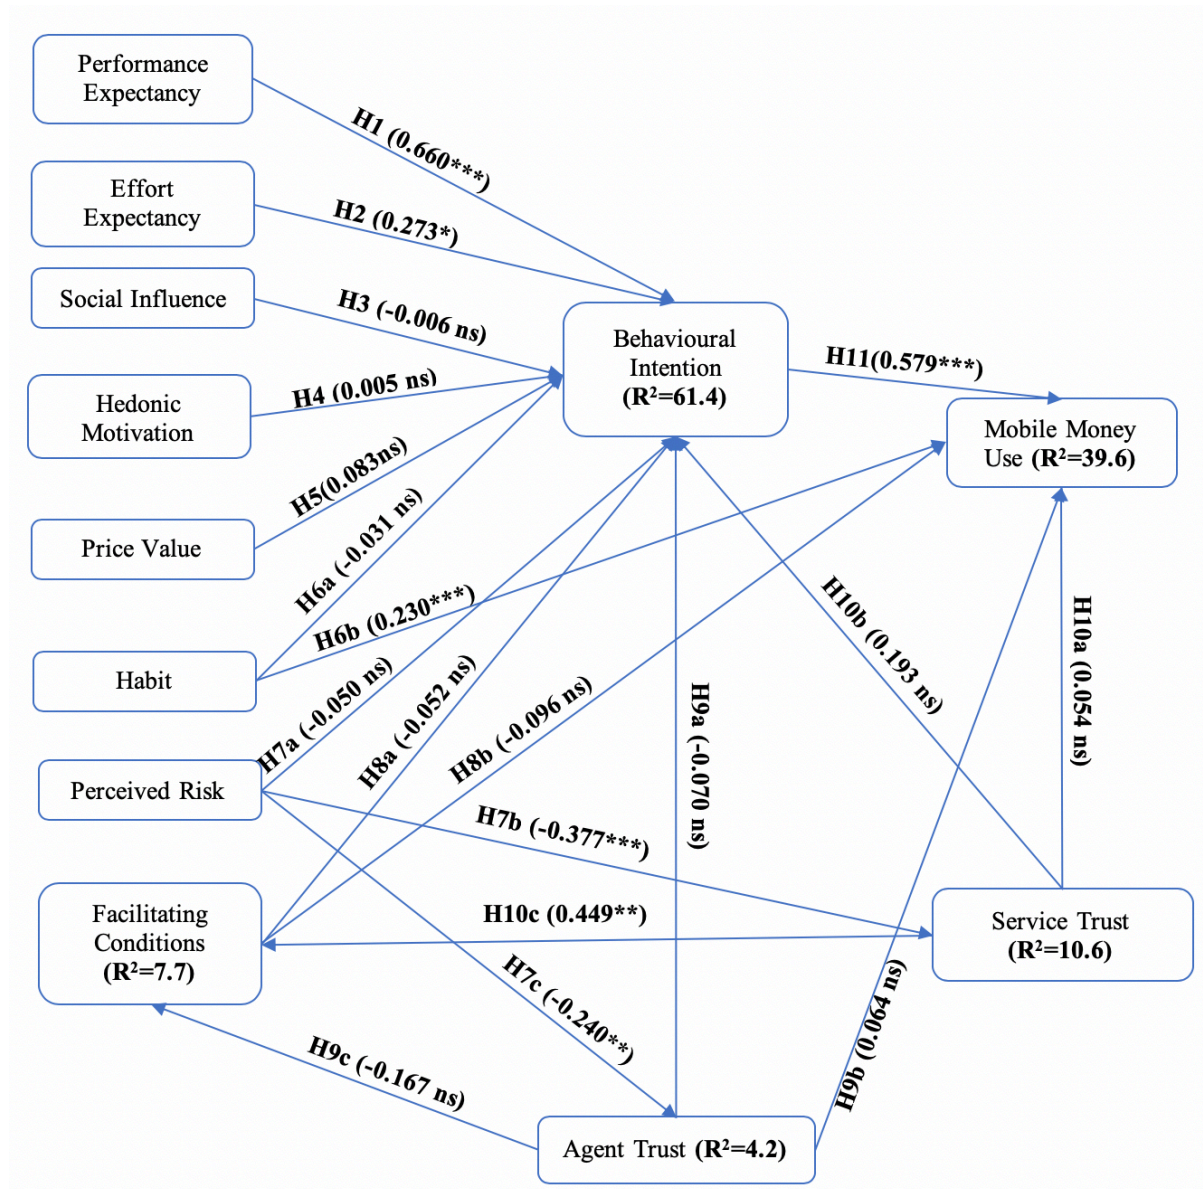 Performance
Expectancy
H1 (0.660***)
Effort
Expectancy
H2 (0.273*)
Social Influence
H3 (-0.006 ns)
Behavioural
Intention
(R²=61.4)
H11(0.579***)
Hedonic
Motivation
H4 (0.005 ns)
Mobile Money
Use (R²=39.6)
H5(0.083ns)
Price Value
H6a (-0.031 ns)
H6b (0.230***)
Habit
H7a (-0.050 ns)
H8a (-0.052 ns)
H8b (-0.096 ns)
H9a (-0.070 ns)
H10b (0.193 ns)
H10a (0.054 ns)
Perceived Risk
H7b (-0.377***)
Facilitating
Conditions
(R²=7.7)
H10c (0.449**)
Service Trust
(R²=10.6)
H7c (-0.240**)
H9b (0.064 ns)
H9c (-0.167 ns)
Agent Trust (R²=4.2)